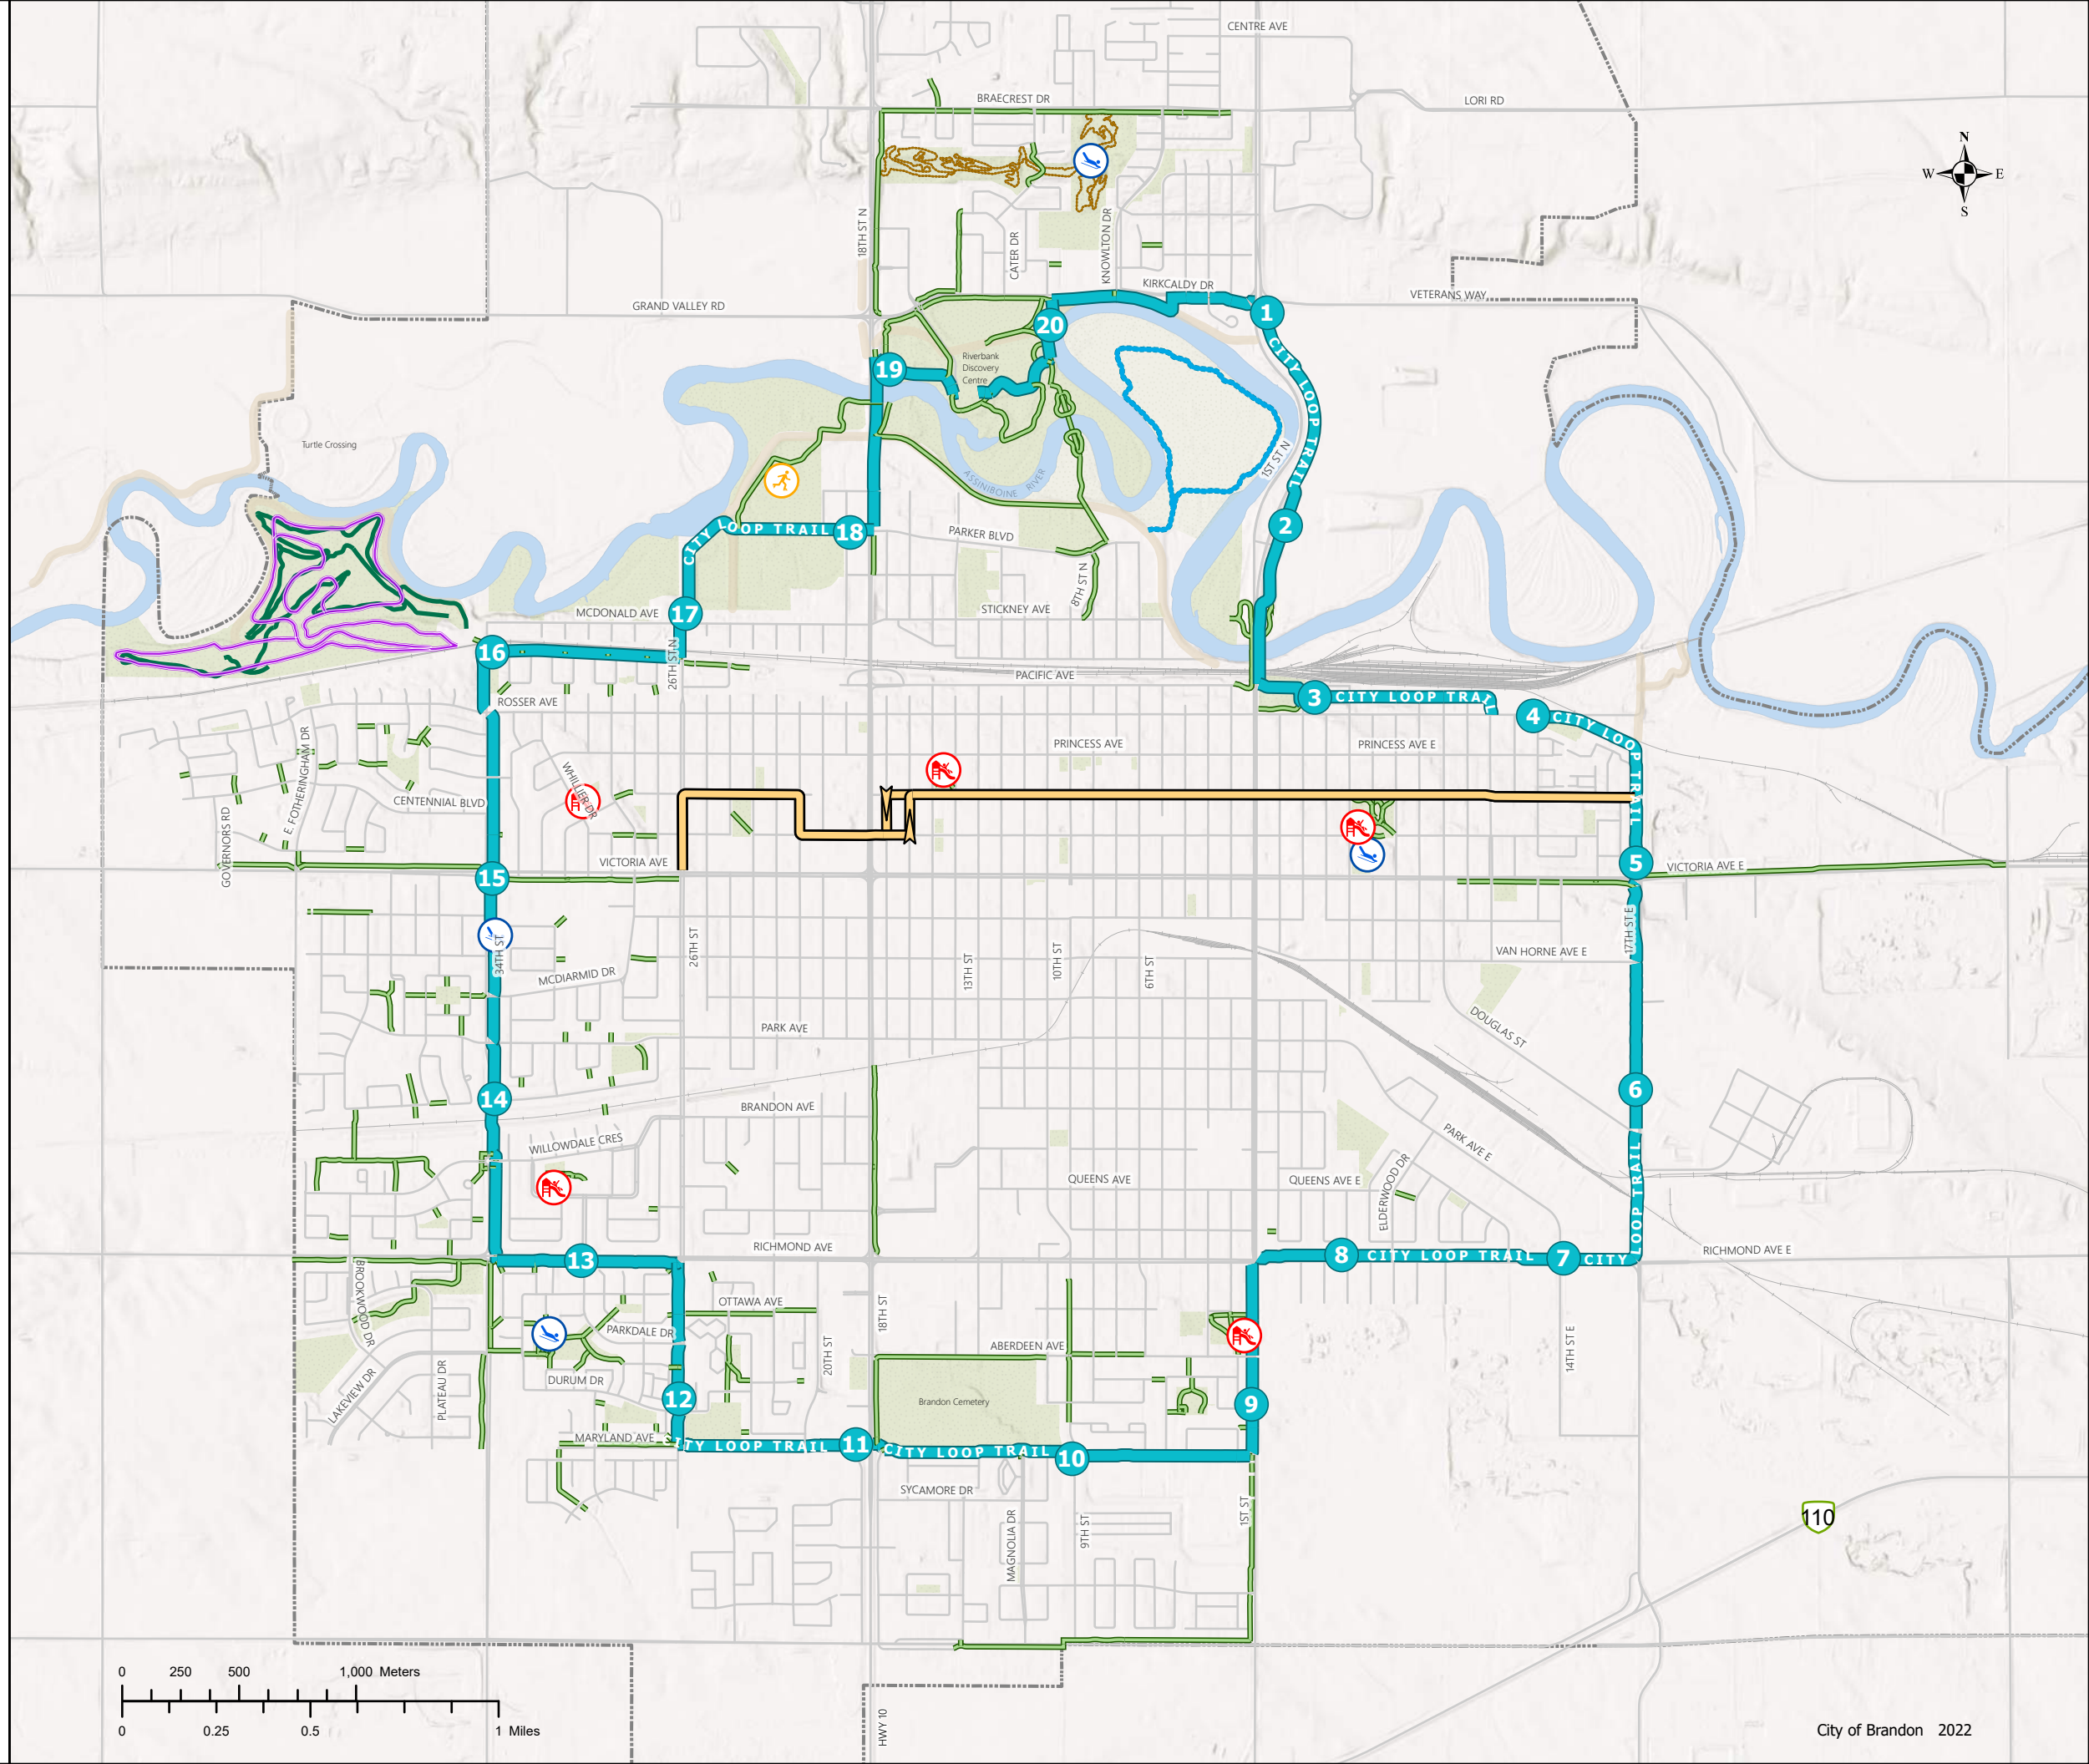 CENTRE AVE
BRAECREST DR
LORI RD
N
W
E
S
18TH ST N
CATER DR
KNOWLTON DR
KIRKCALDY DR
GRAND VALLEY RD
VETERANS WAY
1
20
CITY LOOP TRAIL
Riverbank
Discovery
Centre
19
Turtle Crossing
1ST ST N
ASSINIBOINE RIVER
2
CITY LOOP TRAIL
18
PARKER BLVD
8TH ST N
MCDONALD AVE
17
STICKNEY AVE
16
26TH ST N
PACIFIC AVE
ROSSER AVE
3
CITY LOOP TRAIL
4
CITY LOOP TRAIL
PRINCESS AVE
PRINCESS AVE E
E. FOTHERINGHAM DR
WHILLIER DR
CENTENNIAL BLVD
GOVERNORS RD
VICTORIA AVE
5
VICTORIA AVE E
15
34TH ST
26TH ST
13TH ST
10TH ST
6TH ST
17TH ST E
VAN HORNE AVE E
MCDIARMID DR
PARK AVE
DOUGLAS ST
6
14
BRANDON AVE
WILLOWDALE CRES
PARK AVE E
QUEENS AVE
QUEENS AVE E
ELDERWOOD DR
RICHMOND AVE
RICHMOND AVE E
13
8
CITY LOOP TRAIL
7
CITY LOOP TRAIL
BROOKWOOD DR
OTTAWA AVE
18TH ST
PARKDALE DR
20TH ST
ABERDEEN AVE
14TH ST E
LAKEVIEW DR
PLATEAU DR
DURUM DR
12
Brandon Cemetery
9
MARYLAND AVE
CITY LOOP TRAIL
11
CITY LOOP TRAIL
10
SYCAMORE DR
MAGNOLIA DR
9TH ST
1ST ST
110
0 250 500 1,000 Meters
0 0.25 0.5 1 Miles
HWY 10
City of Brandon 2022